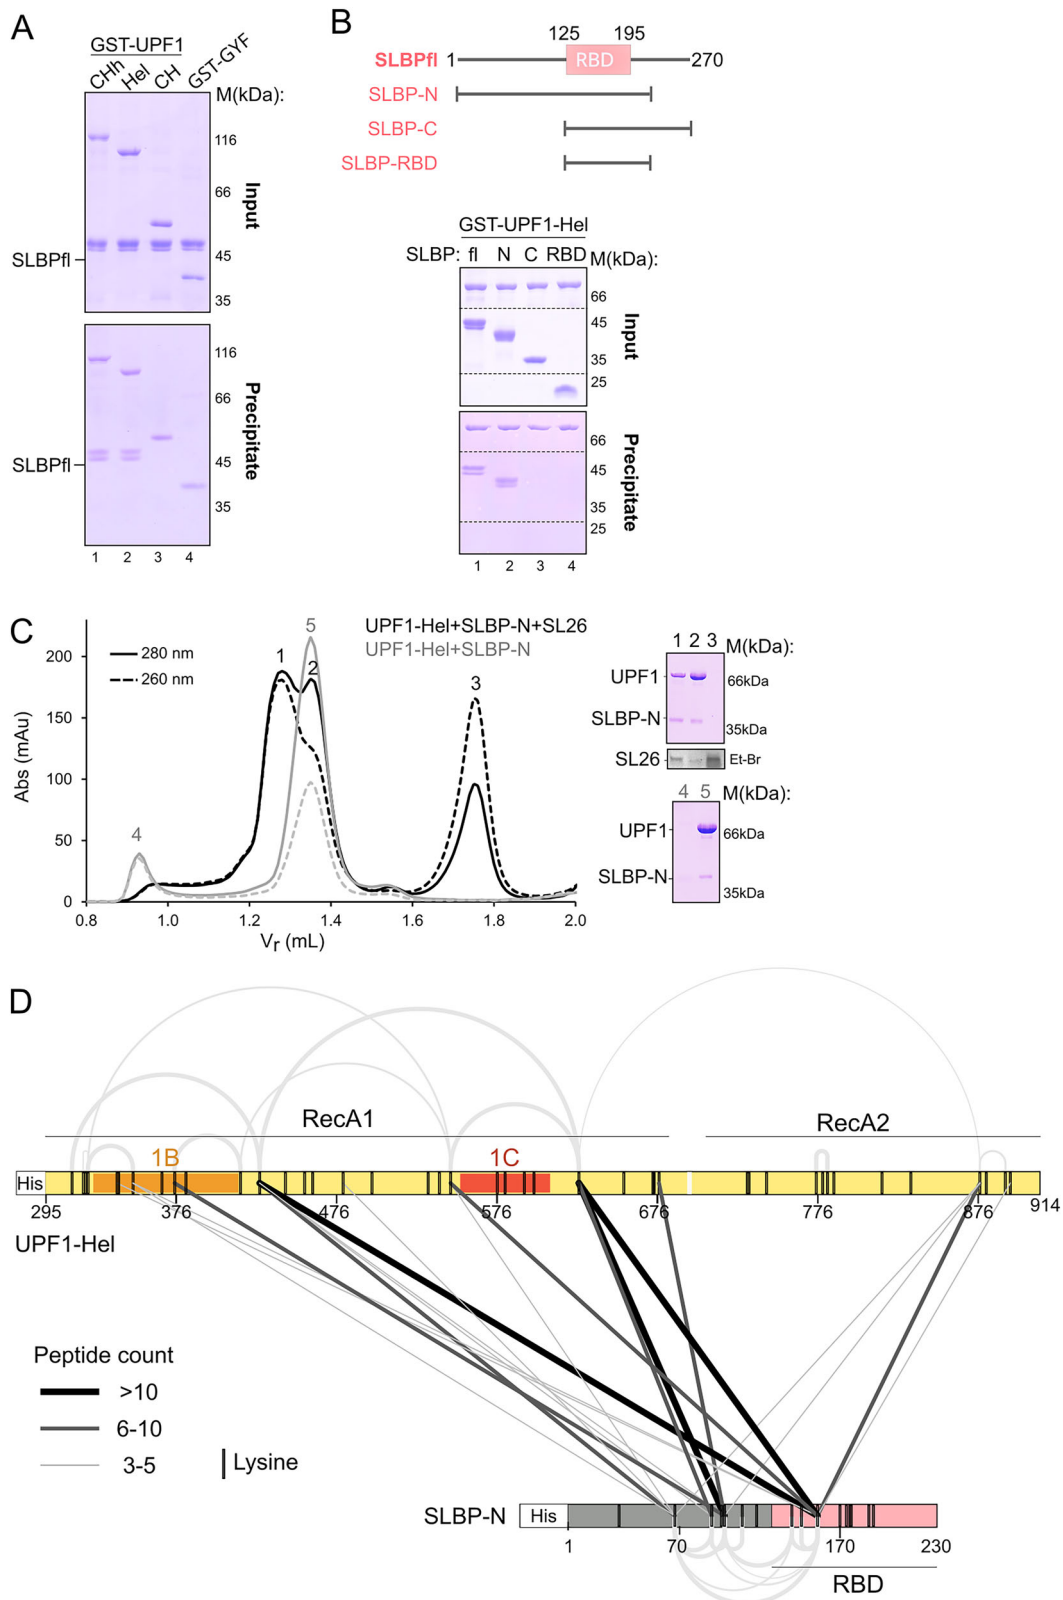 A
GST-UPF1
CHh Hel CH GST-GYF
M(kDa):
116
66
45
35
Input
SLBPfl
116
66
45
35
Precipitate
SLBPfl
1 2 3 4
B
125 195
SLBPfl 1 RBD 270
SLBP-N
SLBP-C
SLBP-RBD
GST-UPF1-Hel
SLBP: fl N C RBD M(kDa):
66
45
35
25
Input
66
45
35
25
Precipitate
1 2 3 4
C
Abs (mAu)
200
150
100
50
0
0.8 1.0 1.2 1.4 1.6 1.8 2.0
Vr (mL)
280 nm
260 nm
UPF1-Hel+SLBP-N+SL26
UPF1-Hel+SLBP-N
1
2
3
4
5
1 2 3 M(kDa):
UPF1 66kDa
SLBP-N 35kDa
SL26 Et-Br
4 5 M(kDa):
UPF1 66kDa
SLBP-N 35kDa
D
RecA1 RecA2
1B 1C
His
295 376 476 576 676 776 876 914
UPF1-Hel
Peptide count
>10
6-10
3-5
Lysine
SLBP-N His
1 70 170 230
RBD